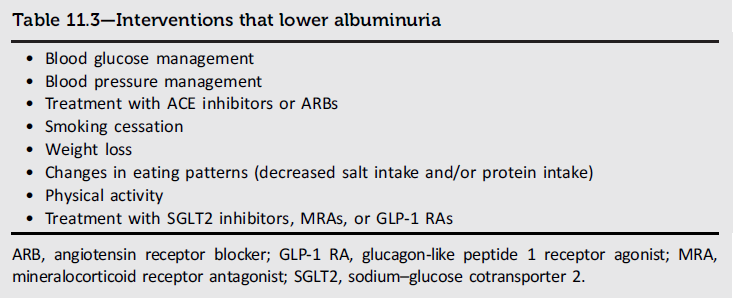 Table 11.3—Interventions that lower albuminuria
• Blood glucose management
• Blood pressure management
• Treatment with ACE inhibitors or ARBs
• Smoking cessation
• Weight loss
• Changes in eating patterns (decreased salt intake and/or protein intake)
• Physical activity
• Treatment with SGLT2 inhibitors, MRAs, or GLP-1 RAs
ARB, angiotensin receptor blocker; GLP-1 RA, glucagon-like peptide 1 receptor agonist; MRA,
mineralocorticoid receptor antagonist; SGLT2, sodium–glucose cotransporter 2.